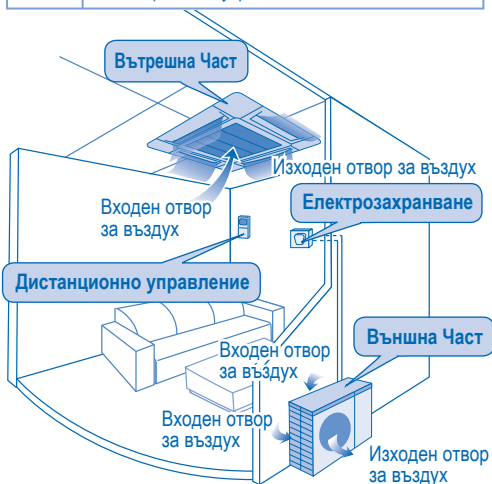 Вътрешна Част
Изходен отвор за въздух
Входен отвор
за въздух
Електрозахранване
Дистанционно управление
Външна Част
Входен отвор
за въздух
Входен отвор
за въздух
Изходен отвор
за въздух